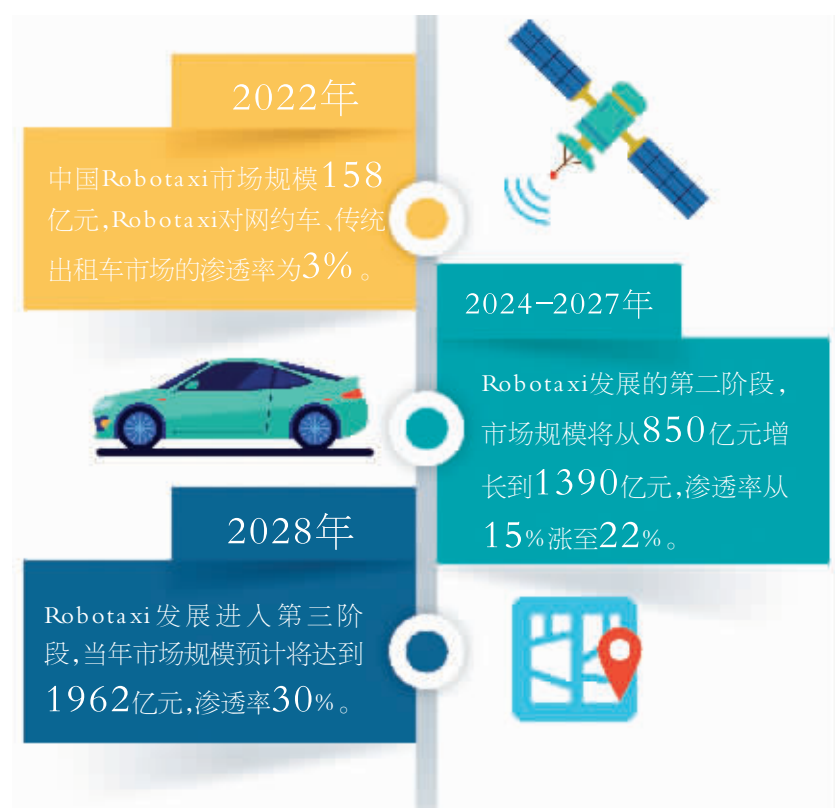 2022年
中国Robotaxi市场规模158
亿元,Robotaxi对网约车、传统
出租车市场的渗透率为3%。
2024-2027年
Robotaxi发展的第二阶段,
市场规模将从850亿元增
长到1390亿元,渗透率从
15%涨至22%。
2028年
Robotaxi发展进入第三阶
段,当年市场规模预计将达到
1962亿元,渗透率30%。